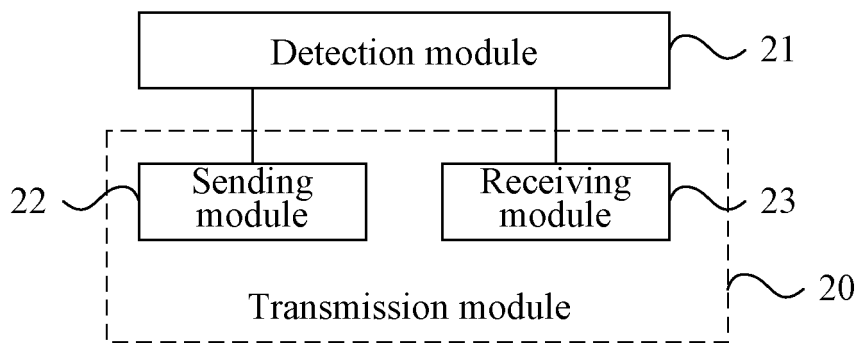 Detection module
21
22
Sending
module
Receiving
module
23
Transmission module
20